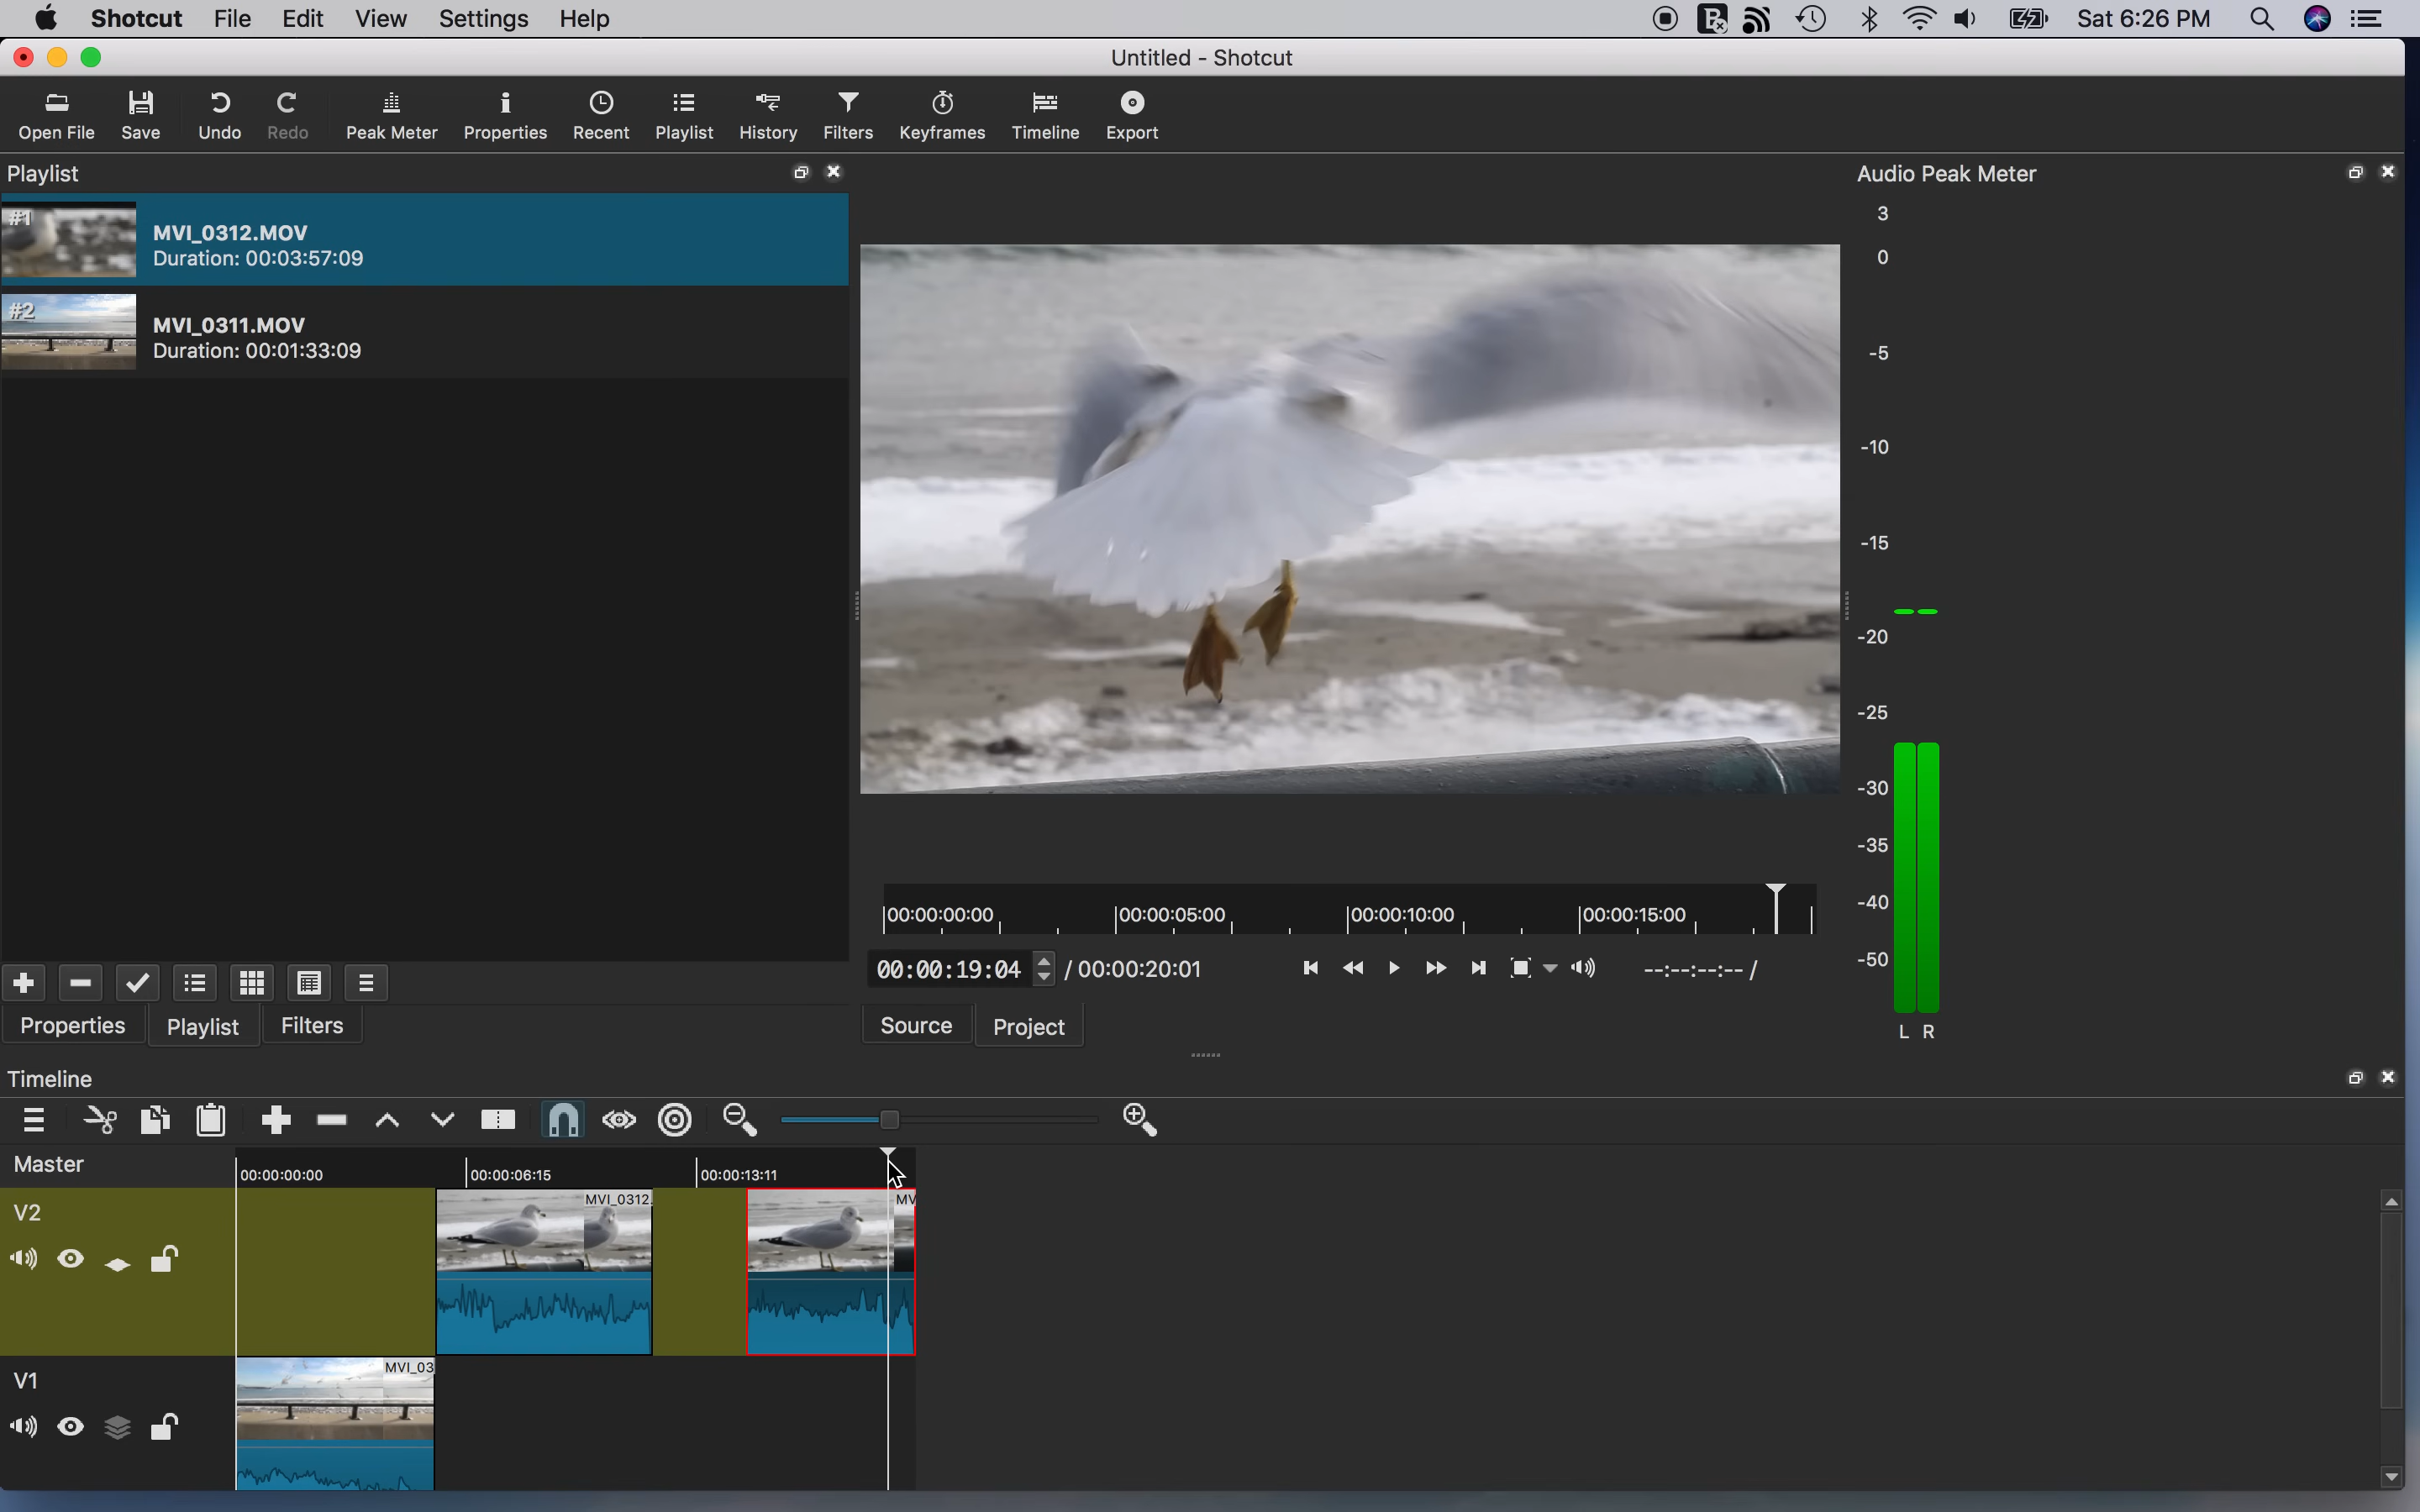 Shotcut File Edit View Settings Help Sat 6:26 PM
Untitled - Shotcut
Open File Save Undo Redo Peak Meter Properties Recent Playlist History Filters Keyframes Timeline Export
Playlist
#1
MVI_0312.MOV
Duration: 00:03:57:09
#2
MVI_0311.MOV
Duration: 00:01:33:09
Audio Peak Meter
3
0
-5
-10
-15
-20
-25
-30
-35
-40
-50
L R
00:00:00:00 00:00:05:00 00:00:10:00 00:00:15:00
00:00:19:04 / 00:00:20:01 --:--:--:-- /
Properties Playlist Filters
Source Project
Timeline
Master
00:00:00:00 00:00:06:15 00:00:13:11
V2
MVI_0312. MV
V1
MVI_03